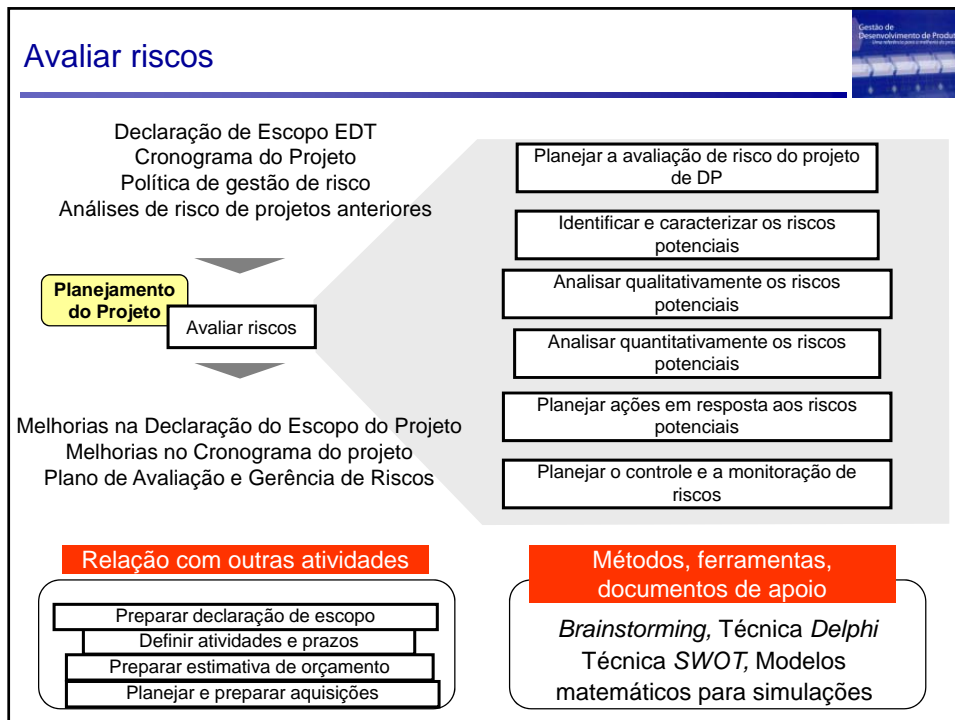 Avaliar riscos
Gestão de
Desenvolvimento de Produtos
Uma referência para a melhoria do
Declaração de Escopo EDT
Cronograma do Projeto
Política de gestão de risco
Análises de risco de projetos anteriores
Planejamento
do Projeto
Avaliar riscos
Melhorias na Declaração do Escopo do Projeto
Melhorias no Cronograma do projeto
Plano de Avaliação e Gerência de Riscos
Planejar a avaliação de risco do projeto
de DP
Identificar e caracterizar os riscos
potenciais
Analisar qualitativamente os riscos
potenciais
Analisar quantitativamente os riscos
potenciais
Planejar ações em resposta aos riscos
potenciais
Planejar o controle e a monitoração de
riscos
Relação com outras atividades
Preparar declaração de escopo
Definir atividades e prazos
Preparar estimativa de orçamento
Planejar e preparar aquisições
Métodos, ferramentas,
documentos de apoio
Brainstorming, Técnica Delphi
Técnica SWOT, Modelos
matemáticos para simulações